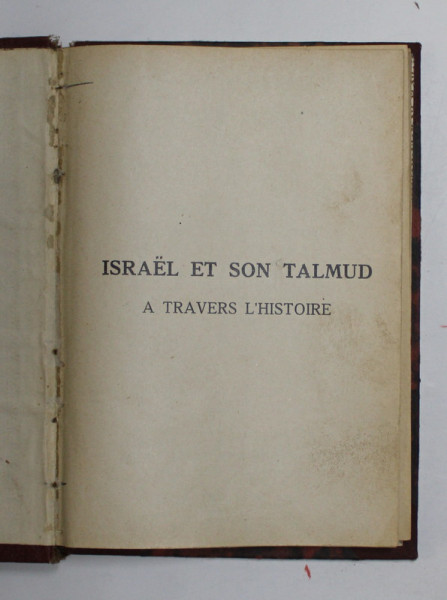 ISRAËL ET SON TALMUD
A TRAVERS L'HISTOIRE